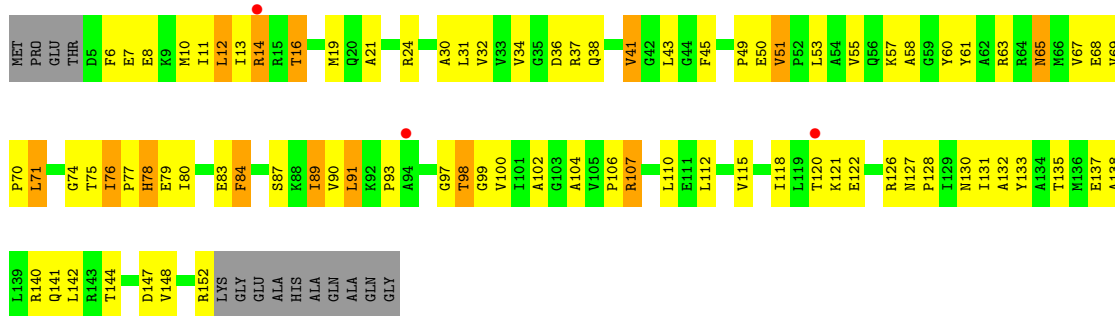 MET PRO GLU THR D5 F6 E7 E8 K9 M10 I11 L12 I13 R14 R15 T16 M19 Q20 A21 R24 A30 L31 V32 V33 V34 G35 D36 R37 Q38 V41 G42 L43 G44 F45 P49 E50 V51 P52 L53 A54 V55 Q56 K57 A58 G59 Y60 Y61 A62 R63 R64 N65 M66 V67 E68 V69
P70 L71 G74 T75 I76 P77 H78 E79 I80 E83 F84 S87 K88 I89 V90 L91 K92 P93 A94 G97 T98 G99 V100 I101 A102 G103 A104 V105 P106 R107 L110 E111 L112 V115 I118 L119 T120 K121 E122 R126 N127 P128 I129 N130 I131 A132 Y133 A134 T135 M136 E137 A138
L139 R140 Q141 L142 R143 T144 D147 V148 R152 LYS GLY GLU ALA HIS ALA GLN ALA GLN GLY